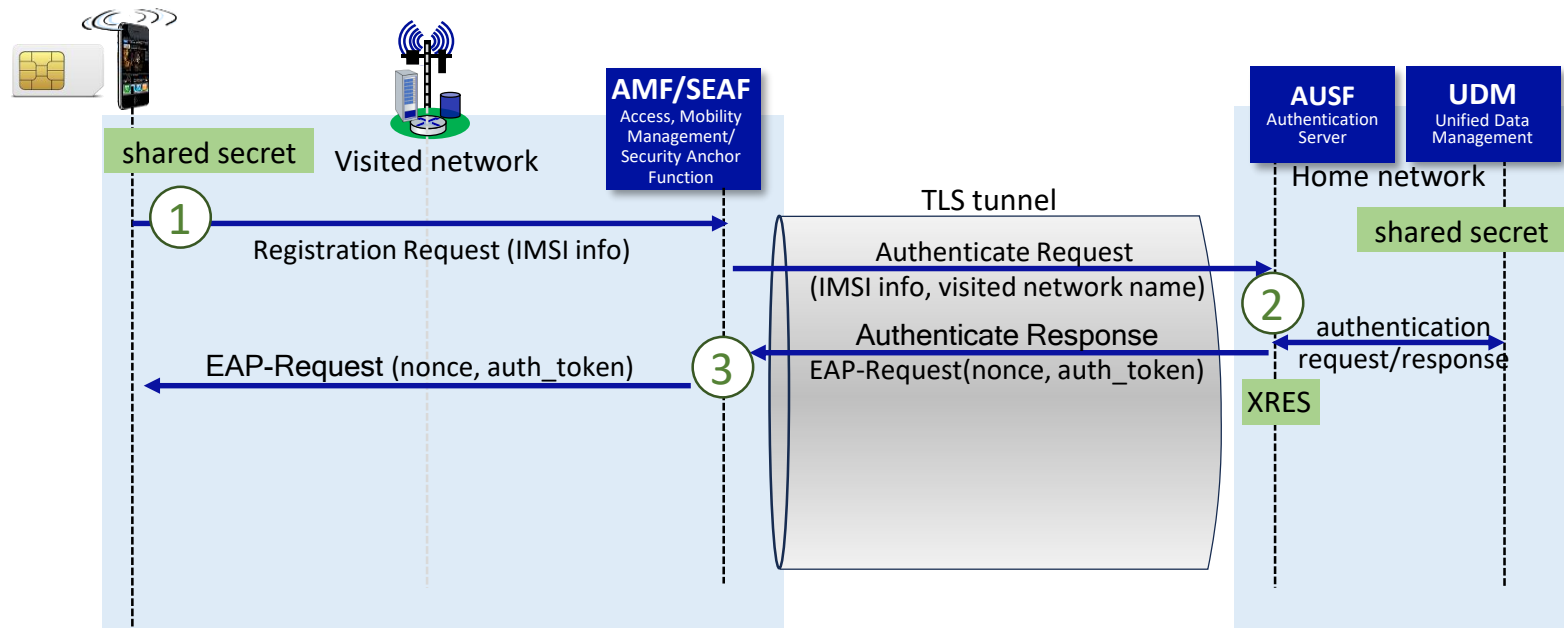 AMF/SEAF
Access, Mobility
Management/
Security Anchor
Function
AUSF
Authentication
Server
UDM
Unified Data
Management
shared secret
Visited network
Home network
TLS tunnel
1
Registration Request (IMSI info)
shared secret
Authenticate Request
(IMSI info, visited network name)
2
authentication
request/response
Authenticate Response
EAP-Request(nonce, auth_token)
3
EAP-Request (nonce, auth_token)
XRES